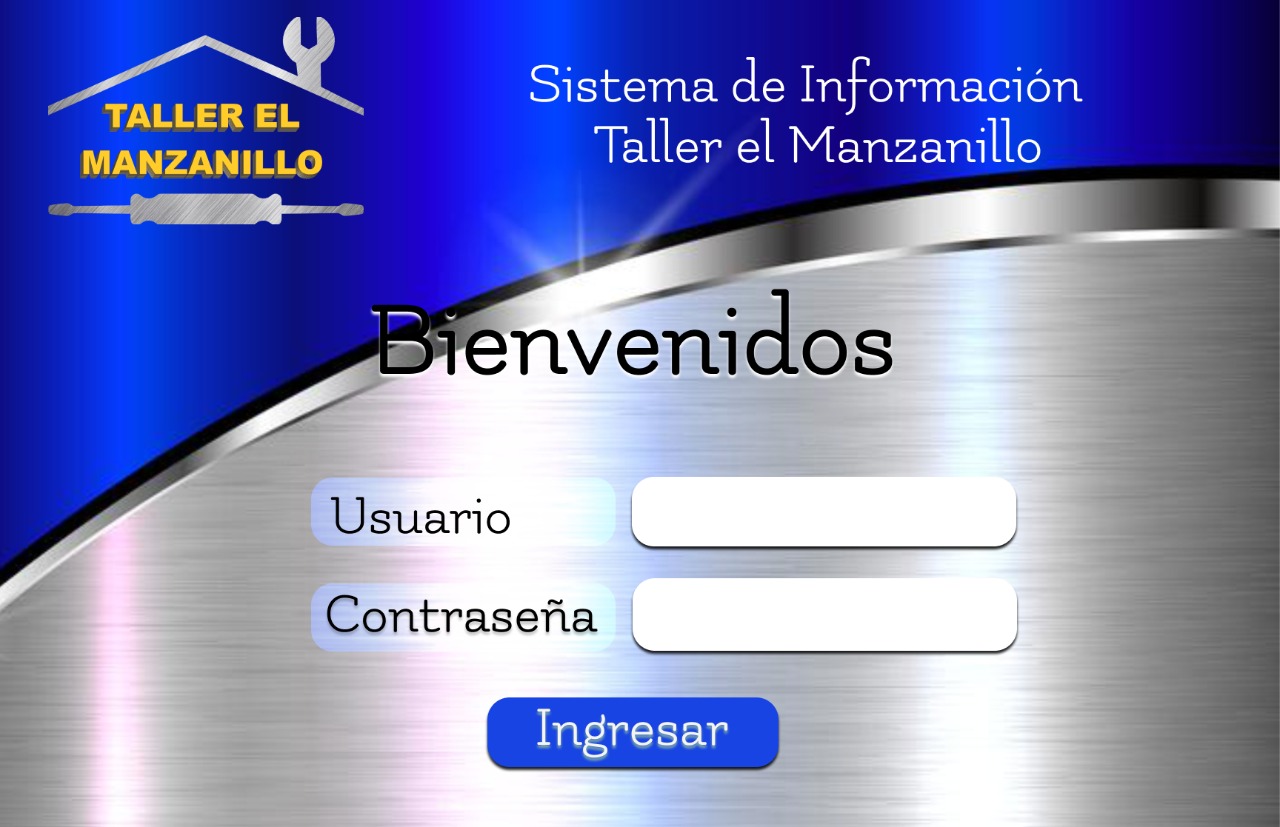 TALLER EL
MANZANILLO
Sistema de Información
Taller el Manzanillo
Bienvenidos
Usuario
Contraseña
Ingresar